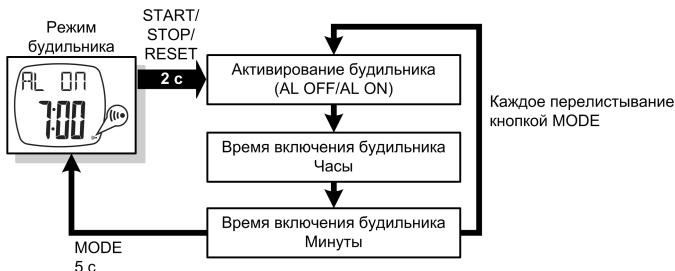 Режим
будильника
START/
STOP/
RESET
2 с
AL ON
7:00
Активирование будильника
(AL OFF/AL ON)
Время включения будильника
Часы
Время включения будильника
Минуты
Каждое перелистывание
кнопкой MODE
MODE
5 с